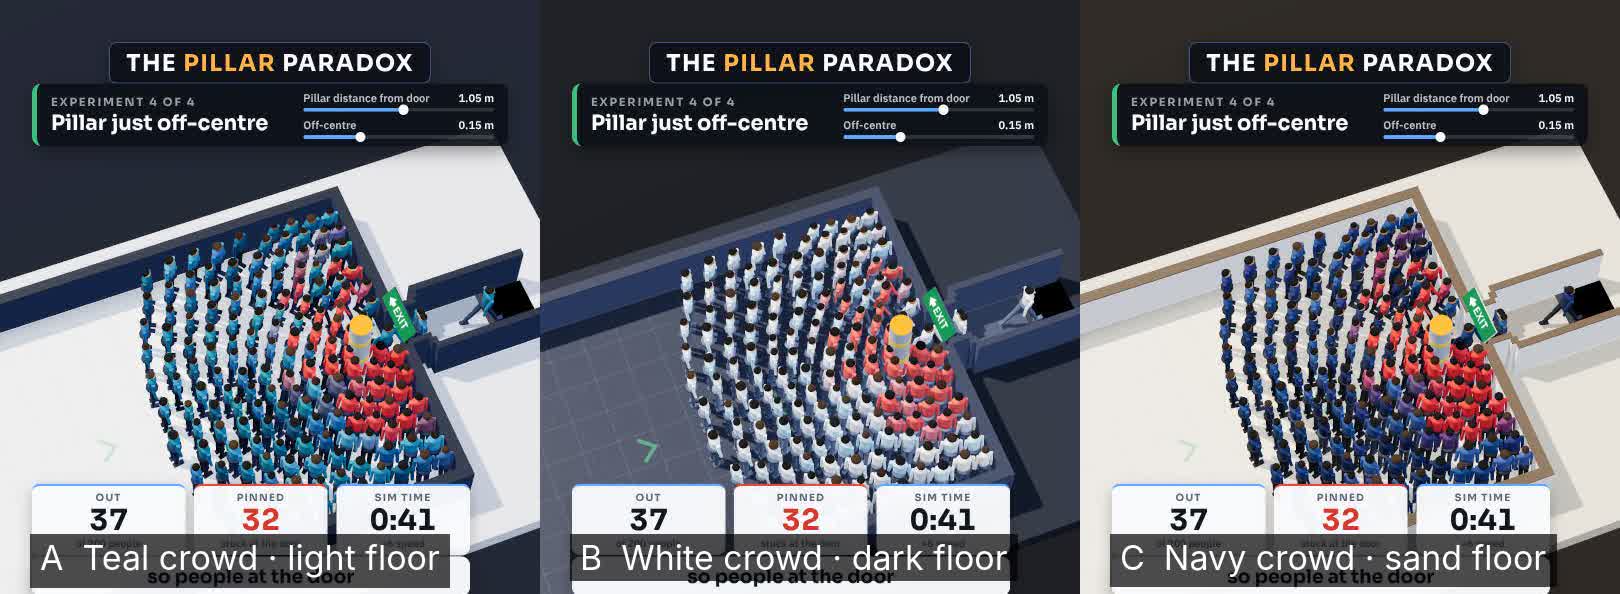 THE PILLAR PARADOX
EXPERIMENT 4 OF 4
Pillar just off-centre
Pillar distance from door 1.05 m
Off-centre 0.15 m
EXIT
OUT
37
PINNED
32
SIM TIME
0:41
so people at the door
A Teal crowd · light floor
THE PILLAR PARADOX
EXPERIMENT 4 OF 4
Pillar just off-centre
Pillar distance from door 1.05 m
Off-centre 0.15 m
EXIT
OUT
37
PINNED
32
SIM TIME
0:41
so people at the door
B White crowd · dark floor
THE PILLAR PARADOX
EXPERIMENT 4 OF 4
Pillar just off-centre
Pillar distance from door 1.05 m
Off-centre 0.15 m
EXIT
OUT
37
PINNED
32
SIM TIME
0:41
so people at the door
C Navy crowd · sand floor